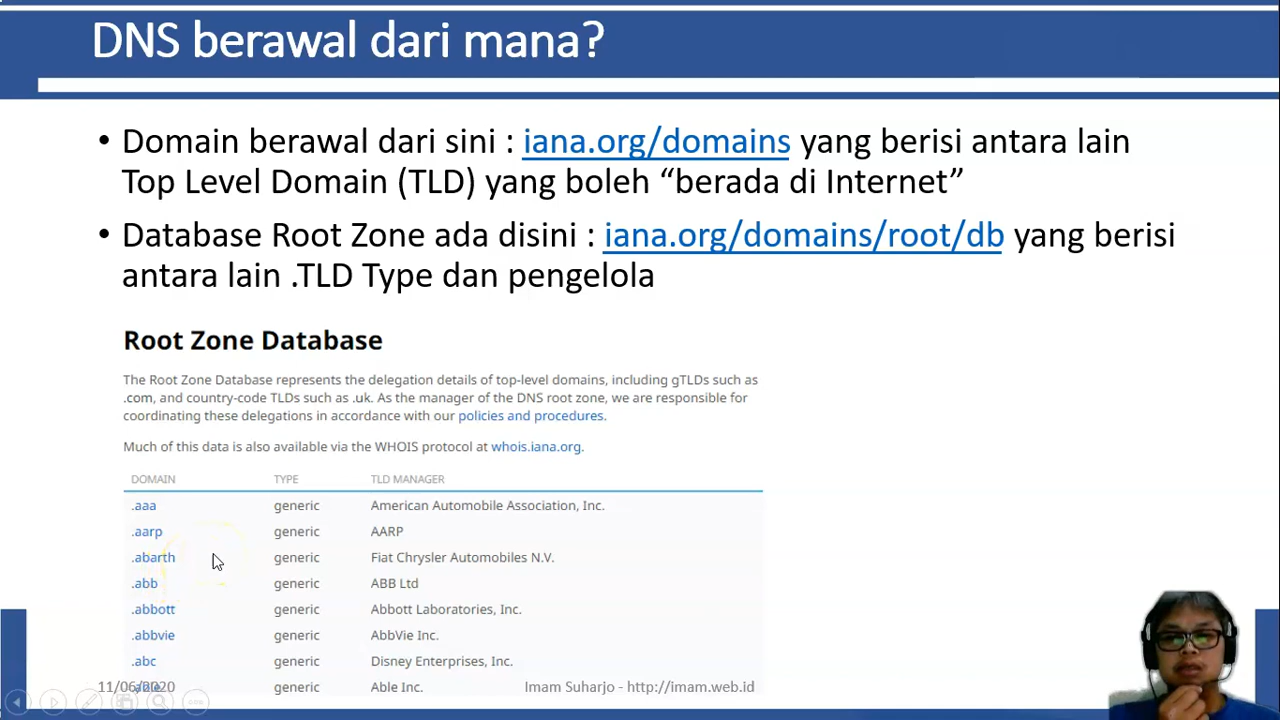 DNS berawal dari mana?
• Domain berawal dari sini : iana.org/domains yang berisi antara lain
Top Level Domain (TLD) yang boleh “berada di Internet”
• Database Root Zone ada disini : iana.org/domains/root/db yang berisi
antara lain .TLD Type dan pengelola
Root Zone Database
The Root Zone Database represents the delegation details of top-level domains, including gTLDs such as
.com, and country-code TLDs such as .uk. As the manager of the DNS root zone, we are responsible for
coordinating these delegations in accordance with our policies and procedures.
Much of this data is also available via the WHOIS protocol at whois.iana.org.
DOMAIN TYPE TLD MANAGER
.aaa generic American Automobile Association, Inc.
.aarp generic AARP
.abarth generic Fiat Chrysler Automobiles N.V.
.abb generic ABB Ltd
.abbott generic Abbott Laboratories, Inc.
.abbvie generic AbbVie Inc.
.abc generic Disney Enterprises, Inc.
.able generic Able Inc.
11/06/2020 Imam Suharjo - http://imam.web.id